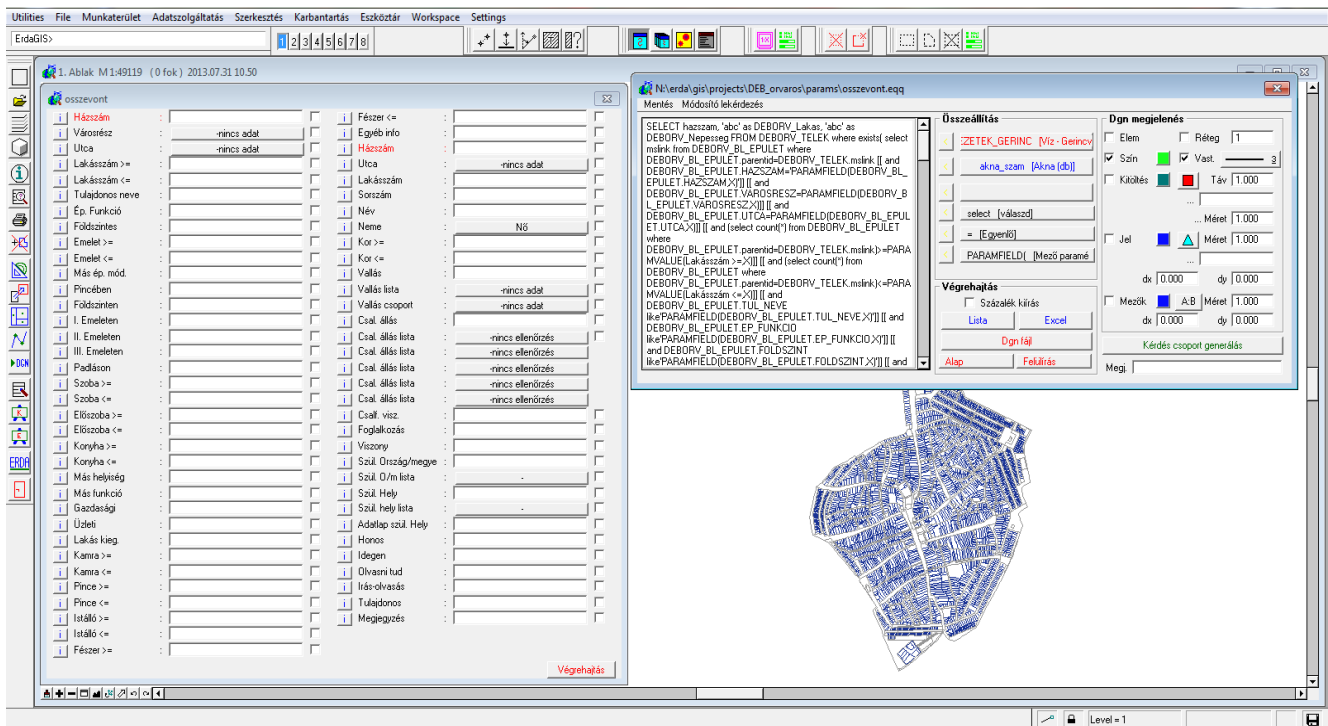 Utilities File Munkaterület Adatszolgáltatás Szerkesztés Karbantartás Eszköztár Workspace Settings
ErdaGIS>
1 2 3 4 5 6 7 8
1. Ablak M 1:49119 ( 0 fok ) 2013.07.31 10.50
osszevont
i Házszám :
i Városrész : -nincs adat
i Utca : -nincs adat
i Lakásszám >= :
i Lakásszám <= :
i Tulajdonos neve :
i Ép. Funkció :
i Földszintes :
i Emelet >= :
i Emelet <= :
i Más ép. mód. :
i Pincében :
i Földszinten :
i I. Emeleten :
i II. Emeleten :
i III. Emeleten :
i Padláson :
i Szoba >= :
i Szoba <= :
i Előszoba >= :
i Előszoba <= :
i Konyha >= :
i Konyha <= :
i Más helyiség :
i Más funkció :
i Gazdasági :
i Üzleti :
i Lakás kieg. :
i Kamra >= :
i Kamra <= :
i Pince >= :
i Pince <= :
i Istálló >= :
i Istálló <= :
i Fészer >= :
i Fészer <= :
i Egyéb info :
i Házszám :
i Utca : -nincs adat
i Lakásszám :
i Sorszám :
i Név :
i Neme : Nő
i Kor >= :
i Kor <= :
i Vallás :
i Vallás lista : -nincs adat
i Vallás csoport : -nincs adat
i Csal. állás :
i Csal. állás lista : -nincs ellenőrzés
i Csal. állás lista : -nincs ellenőrzés
i Csal. állás lista : -nincs ellenőrzés
i Csal. állás lista : -nincs ellenőrzés
i Csal. állás lista : -nincs ellenőrzés
i Csalf. visz. :
i Foglalkozás :
i Viszony :
i Szül. Ország/megye :
i Szül. O/m lista : -
i Szül. Hely :
i Szül. hely lista : -
i Adatlap szül. Hely :
i Honos :
i Idegen :
i Olvasni tud :
i Irás-olvasás :
i Tulajdonos :
i Megjegyzés :
Végrehajtás
N:\erda\gis\projects\DEB_orvaros\params\osszevont.eqq
Mentés Módosító lekérdezés
SELECT hazszam, 'abc' as DEBORV_Lakas, 'abc' as
DEBORV_Nepesseg FROM DEBORV_TELEK where exists( select
mslink from DEBORV_BL_EPULET where
DEBORV_BL_EPULET.parentid=DEBORV_TELEK.mslink [[ and
DEBORV_BL_EPULET.HAZSZAM='PARAMFIELD(DEBORV_BL_
EPULET.HAZSZAM,X)']] [[ and
DEBORV_BL_EPULET.VAROSRESZ=PARAMFIELD(DEBORV_B
L_EPULET.VAROSRESZ,X)]] [[ and
DEBORV_BL_EPULET.UTCA=PARAMFIELD(DEBORV_BL_EPUL
ET.UTCA,X)]] [[ and (select count(*) from DEBORV_BL_EPULET
where
DEBORV_BL_EPULET.parentid=DEBORV_TELEK.mslink)>=PARA
MVALUE(Lakásszám >=,X)]] [[ and (select count(*) from
DEBORV_BL_EPULET where
DEBORV_BL_EPULET.parentid=DEBORV_TELEK.mslink)<=PARA
MVALUE(Lakásszám <=,X)]] [[ and
DEBORV_BL_EPULET.TUL_NEVE
like'PARAMFIELD(DEBORV_BL_EPULET.TUL_NEVE,X)']] [[ and
DEBORV_BL_EPULET.EP_FUNKCIO
like'PARAMFIELD(DEBORV_BL_EPULET.EP_FUNKCIO,X)']] [[
and DEBORV_BL_EPULET.FOLDSZINT
like'PARAMFIELD(DEBORV_BL_EPULET.FOLDSZINT,X)']] [[ and
Összeállítás
ZETEK_GERINC [Víz - Gerincv
akna_szam [Akna (db)]
select [válaszd]
= [Egyenlő]
PARAMFIELD( [Mező paramé
Végrehajtás
Százalék kiírás
Lista Excel
Dgn fájl
Alap Felülírás
Dgn megjelenés
Elem Réteg 1
Szín Vast. 3
Kitöltés Táv 1.000
...
... Méret 1.000
Jel Méret 1.000
...
dx 0.000 dy 0.000
Mezők A:B Méret 1.000
dx 0.000 dy 0.000
Kérdés csoport generálás
Megj.
DGN
K
E
ERDA
Level = 1